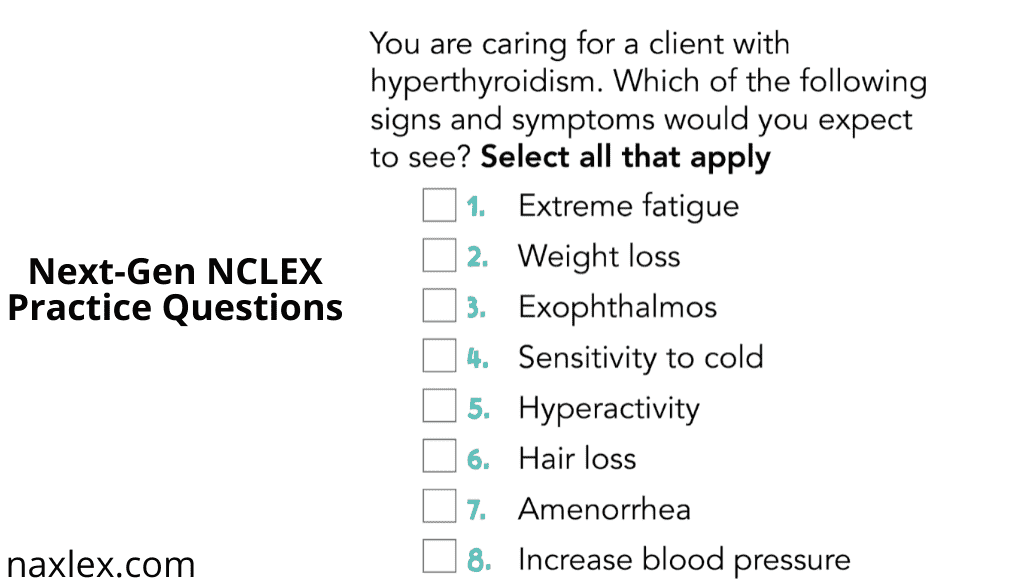 You are caring for a client with
hyperthyroidism. Which of the following
signs and symptoms would you expect
to see? Select all that apply
1. Extreme fatigue
2. Weight loss
3. Exophthalmos
4. Sensitivity to cold
5. Hyperactivity
6. Hair loss
7. Amenorrhea
8. Increase blood pressure
Next-Gen NCLEX
Practice Questions
naxlex.com